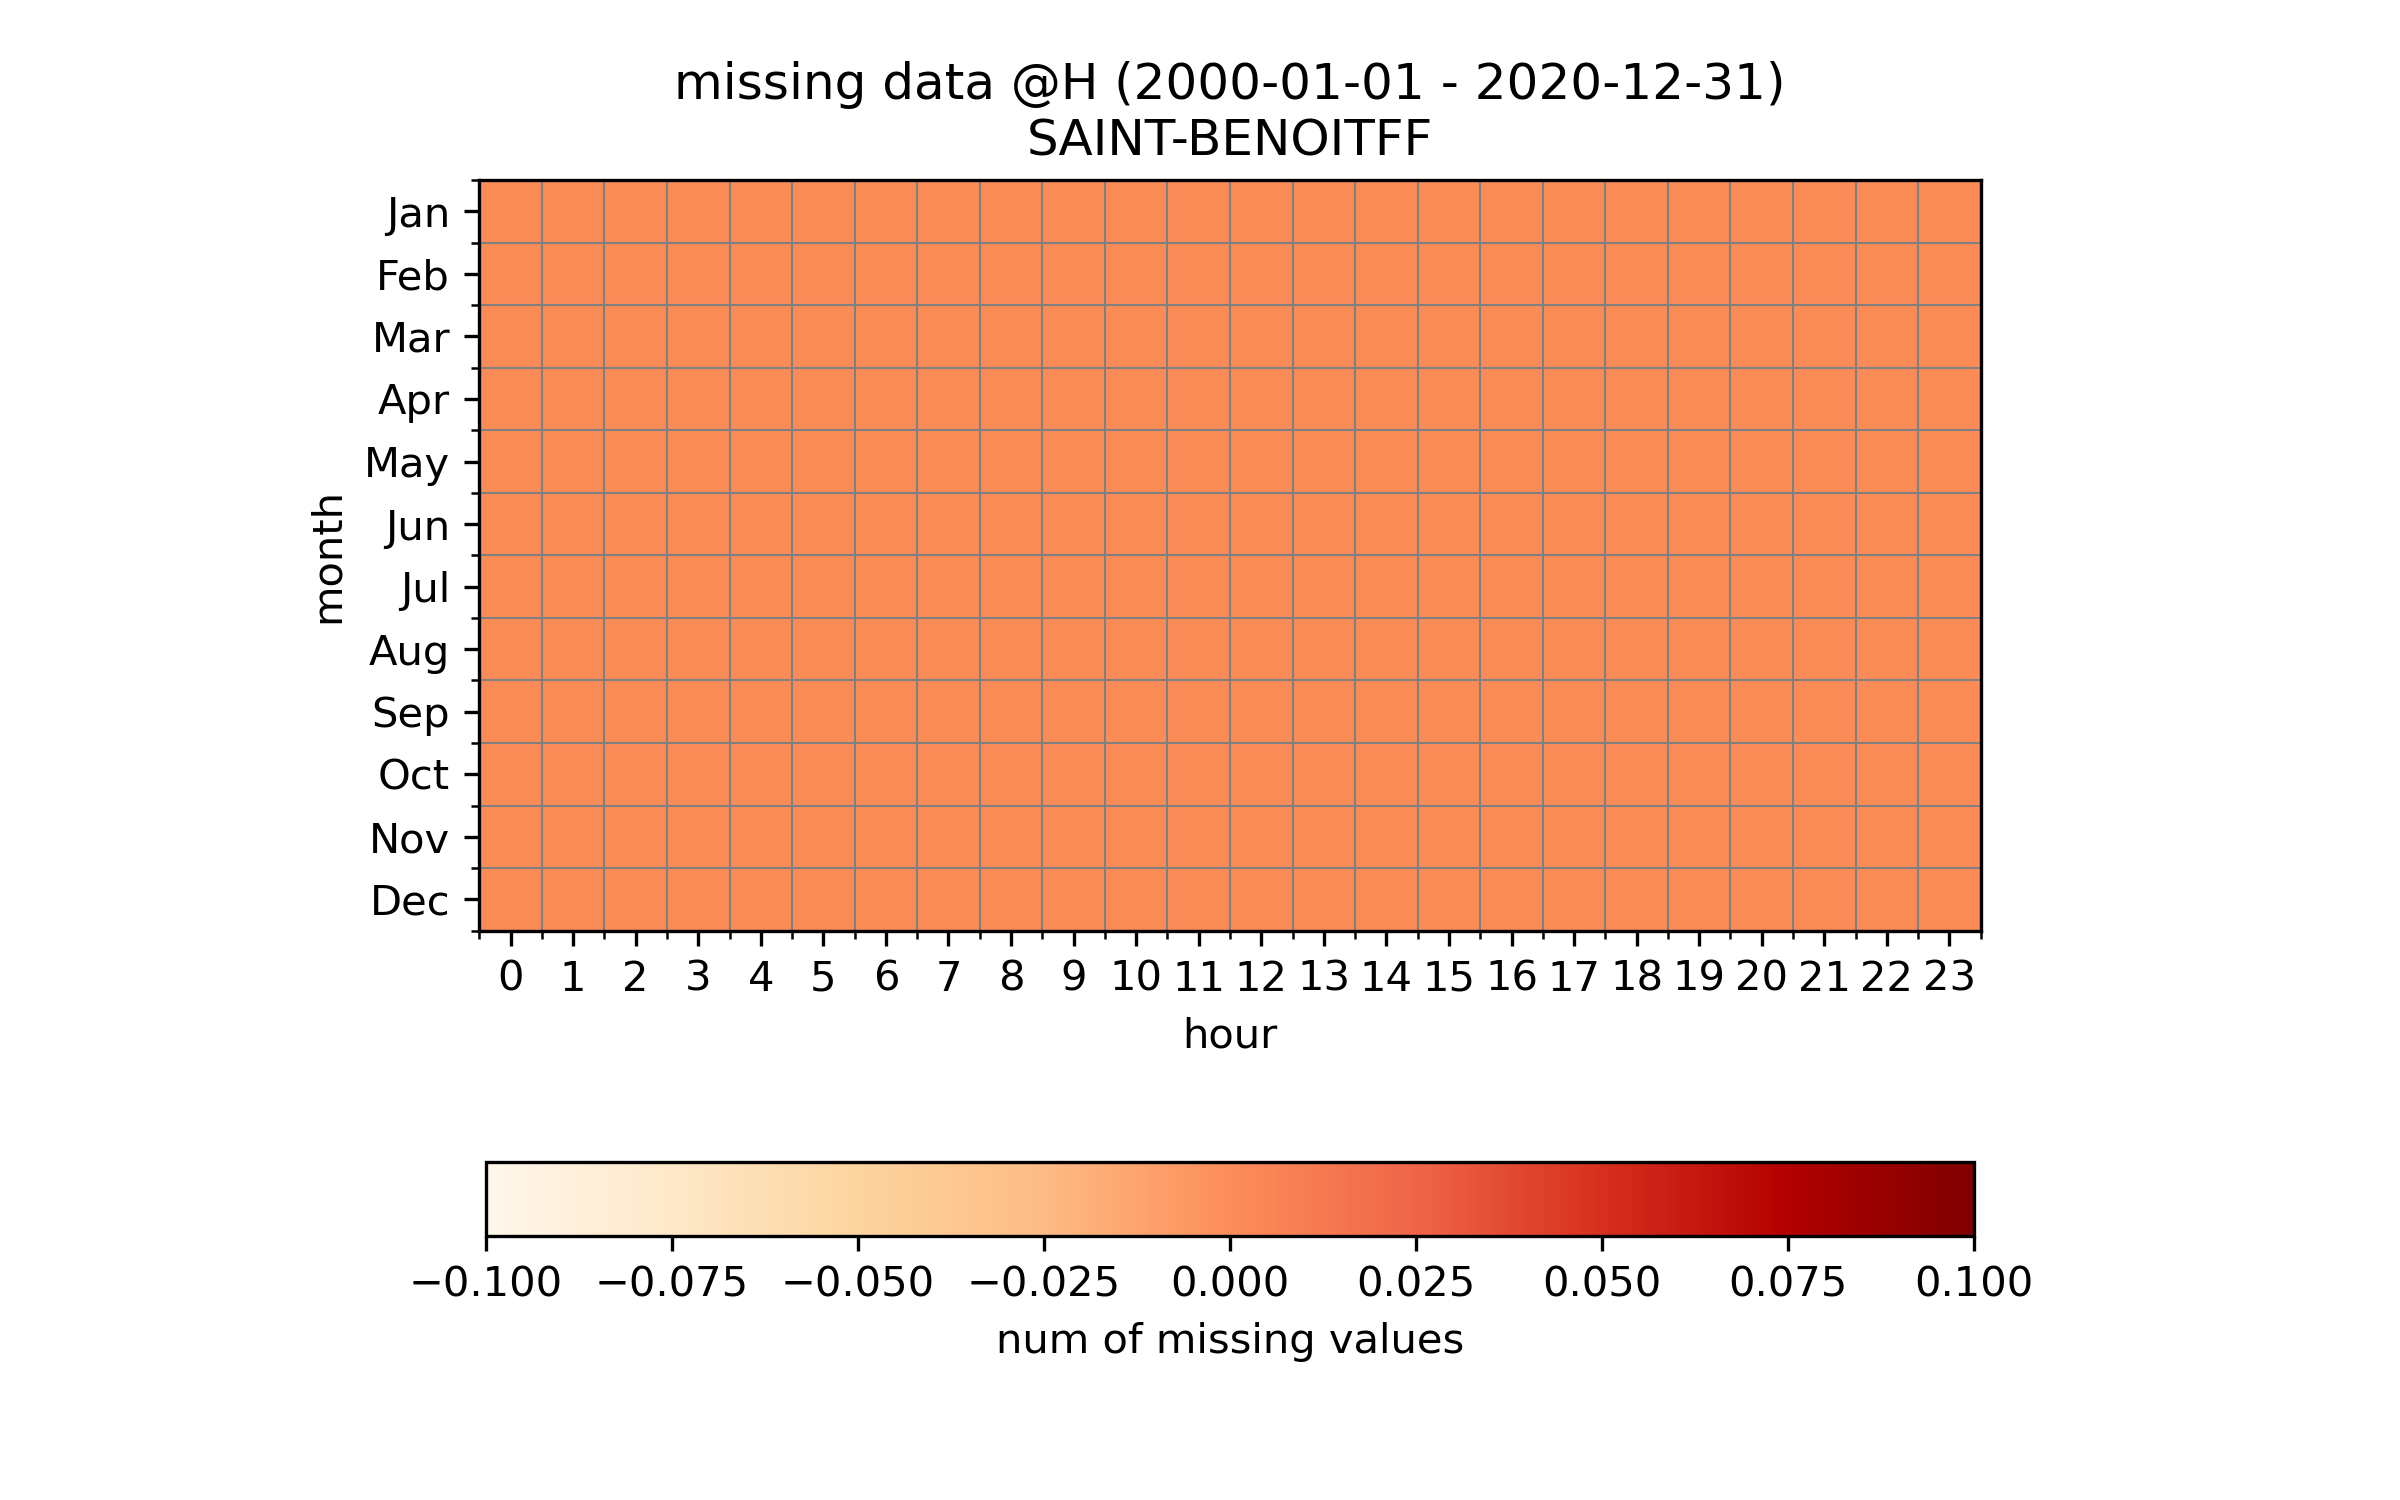 missing data @H (2000-01-01 - 2020-12-31)
SAINT-BENOITFF
month
Jan
Feb
Mar
Apr
May
Jun
Jul
Aug
Sep
Oct
Nov
Dec
0 1 2 3 4 5 6 7 8 9 10 11 12 13 14 15 16 17 18 19 20 21 22 23
hour
−0.100 −0.075 −0.050 −0.025 0.000 0.025 0.050 0.075 0.100
num of missing values